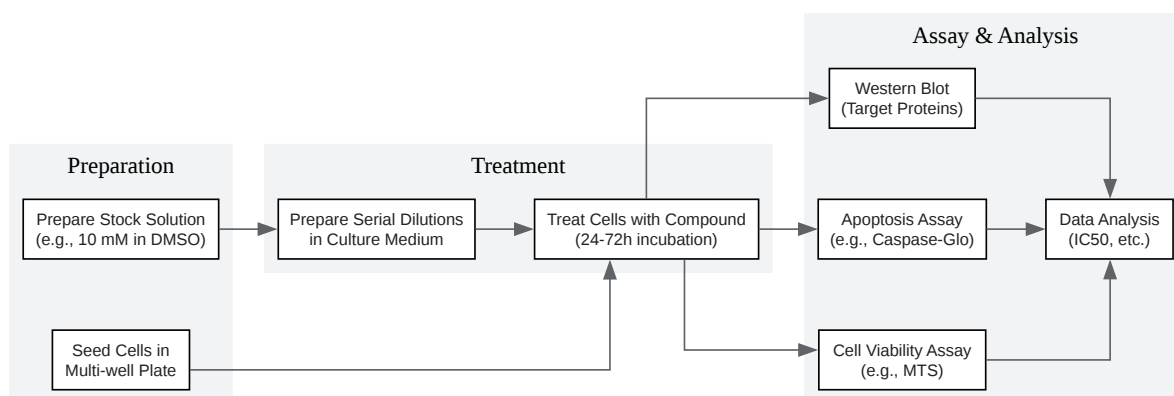 Preparation
Prepare Stock Solution
(e.g., 10 mM in DMSO)
Seed Cells in
Multi-well Plate
Treatment
Prepare Serial Dilutions
in Culture Medium
Treat Cells with Compound
(24-72h incubation)
Assay & Analysis
Western Blot
(Target Proteins)
Apoptosis Assay
(e.g., Caspase-Glo)
Cell Viability Assay
(e.g., MTS)
Data Analysis
(IC50, etc.)